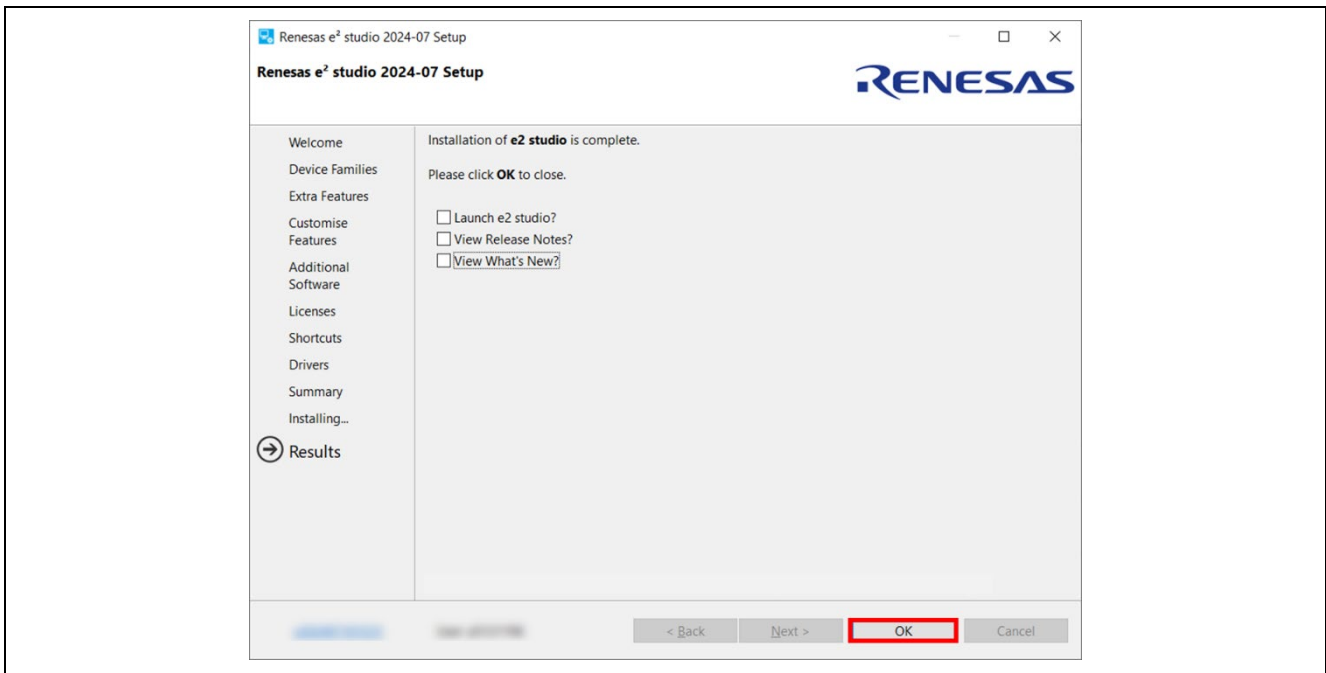 Renesas e² studio 2024-07 Setup
Renesas e² studio 2024-07 Setup
RENESAS
Welcome
Device Families
Extra Features
Customise
Features
Additional
Software
Licenses
Shortcuts
Drivers
Summary
Installing...
Results
Installation of e2 studio is complete.
Please click OK to close.
Launch e2 studio?
View Release Notes?
View What's New?
< Back
Next >
OK
Cancel